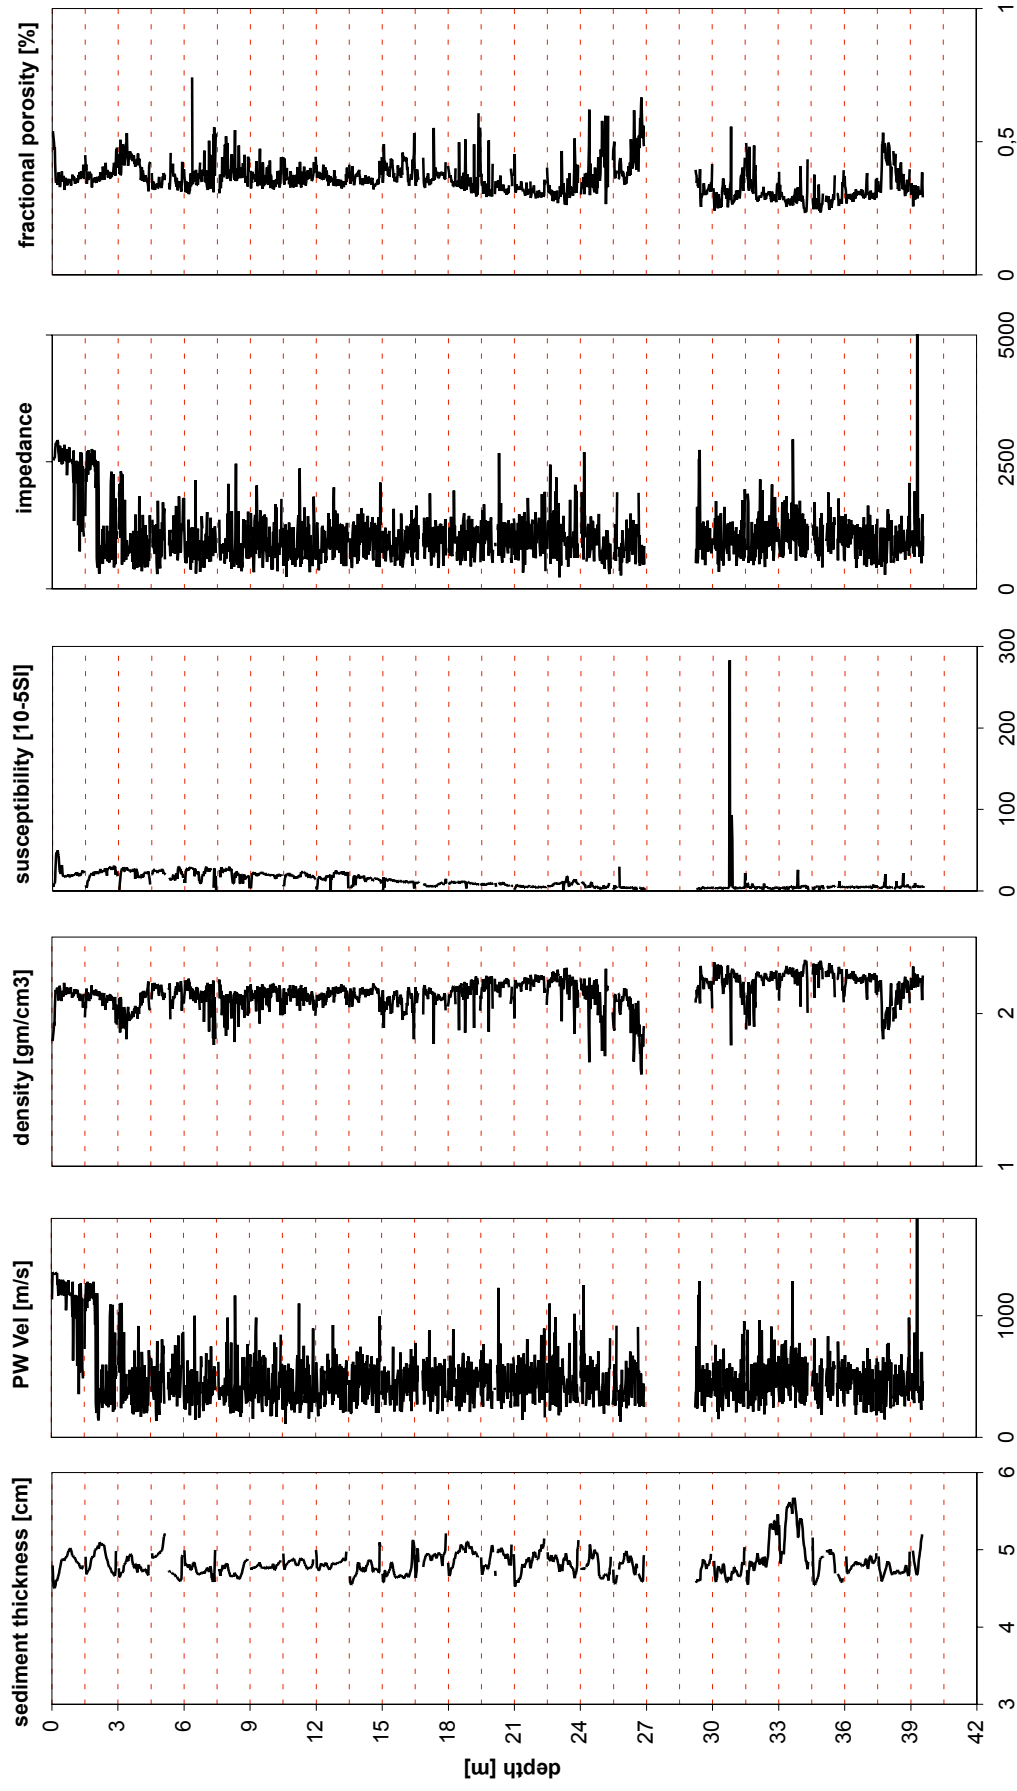 sediment thickness [cm]
PW Vel [m/s]
density [gm/cm3]
susceptibility [10-5SI]
impedance
fractional porosity [%]
0
3
6
9
12
15
18
21
24
27
30
33
36
39
42
depth [m]
3 4 5 6
0 1000
1 2
0 100 200 300
0 2500 5000
0 0,5 1